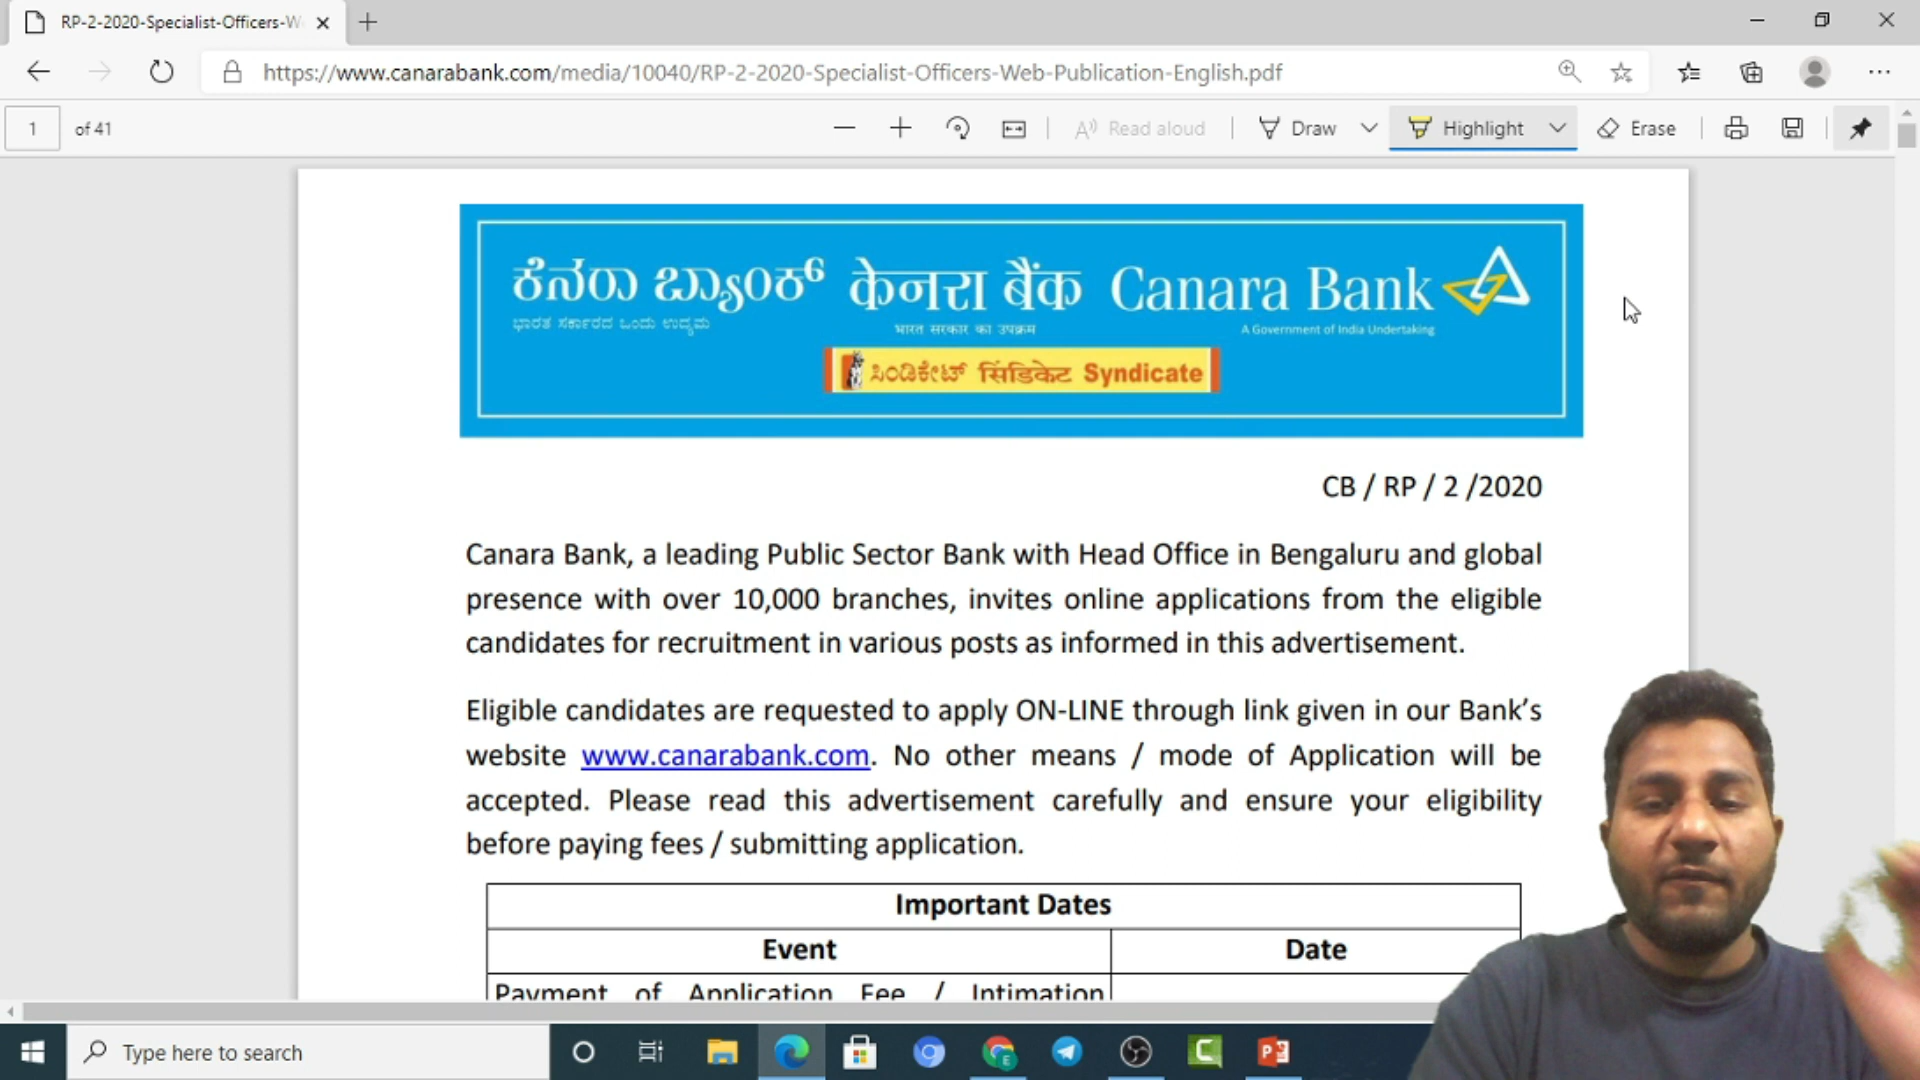 RP-2-2020-Specialist-Officers-W
https://www.canarabank.com/media/10040/RP-2-2020-Specialist-Officers-Web-Publication-English.pdf
1 of 41 Read aloud Draw Highlight Erase
ಕೆನರಾ ಬ್ಯಾಂಕ್ केनरा बैंक Canara Bank
ಭಾರತ ಸರ್ಕಾರದ ಒಂದು ಉದ್ಯಮ भारत सरकार का उपक्रम A Government of India Undertaking
ಸಿಂಡಿಕೇಟ್ सिंडिकेट Syndicate
CB / RP / 2 /2020
Canara Bank, a leading Public Sector Bank with Head Office in Bengaluru and global
presence with over 10,000 branches, invites online applications from the eligible
candidates for recruitment in various posts as informed in this advertisement.
Eligible candidates are requested to apply ON-LINE through link given in our Bank's
website www.canarabank.com. No other means / mode of Application will be
accepted. Please read this advertisement carefully and ensure your eligibility
before paying fees / submitting application.
Important Dates
Event Date
Payment of Application Fee / Intimation
Type here to search